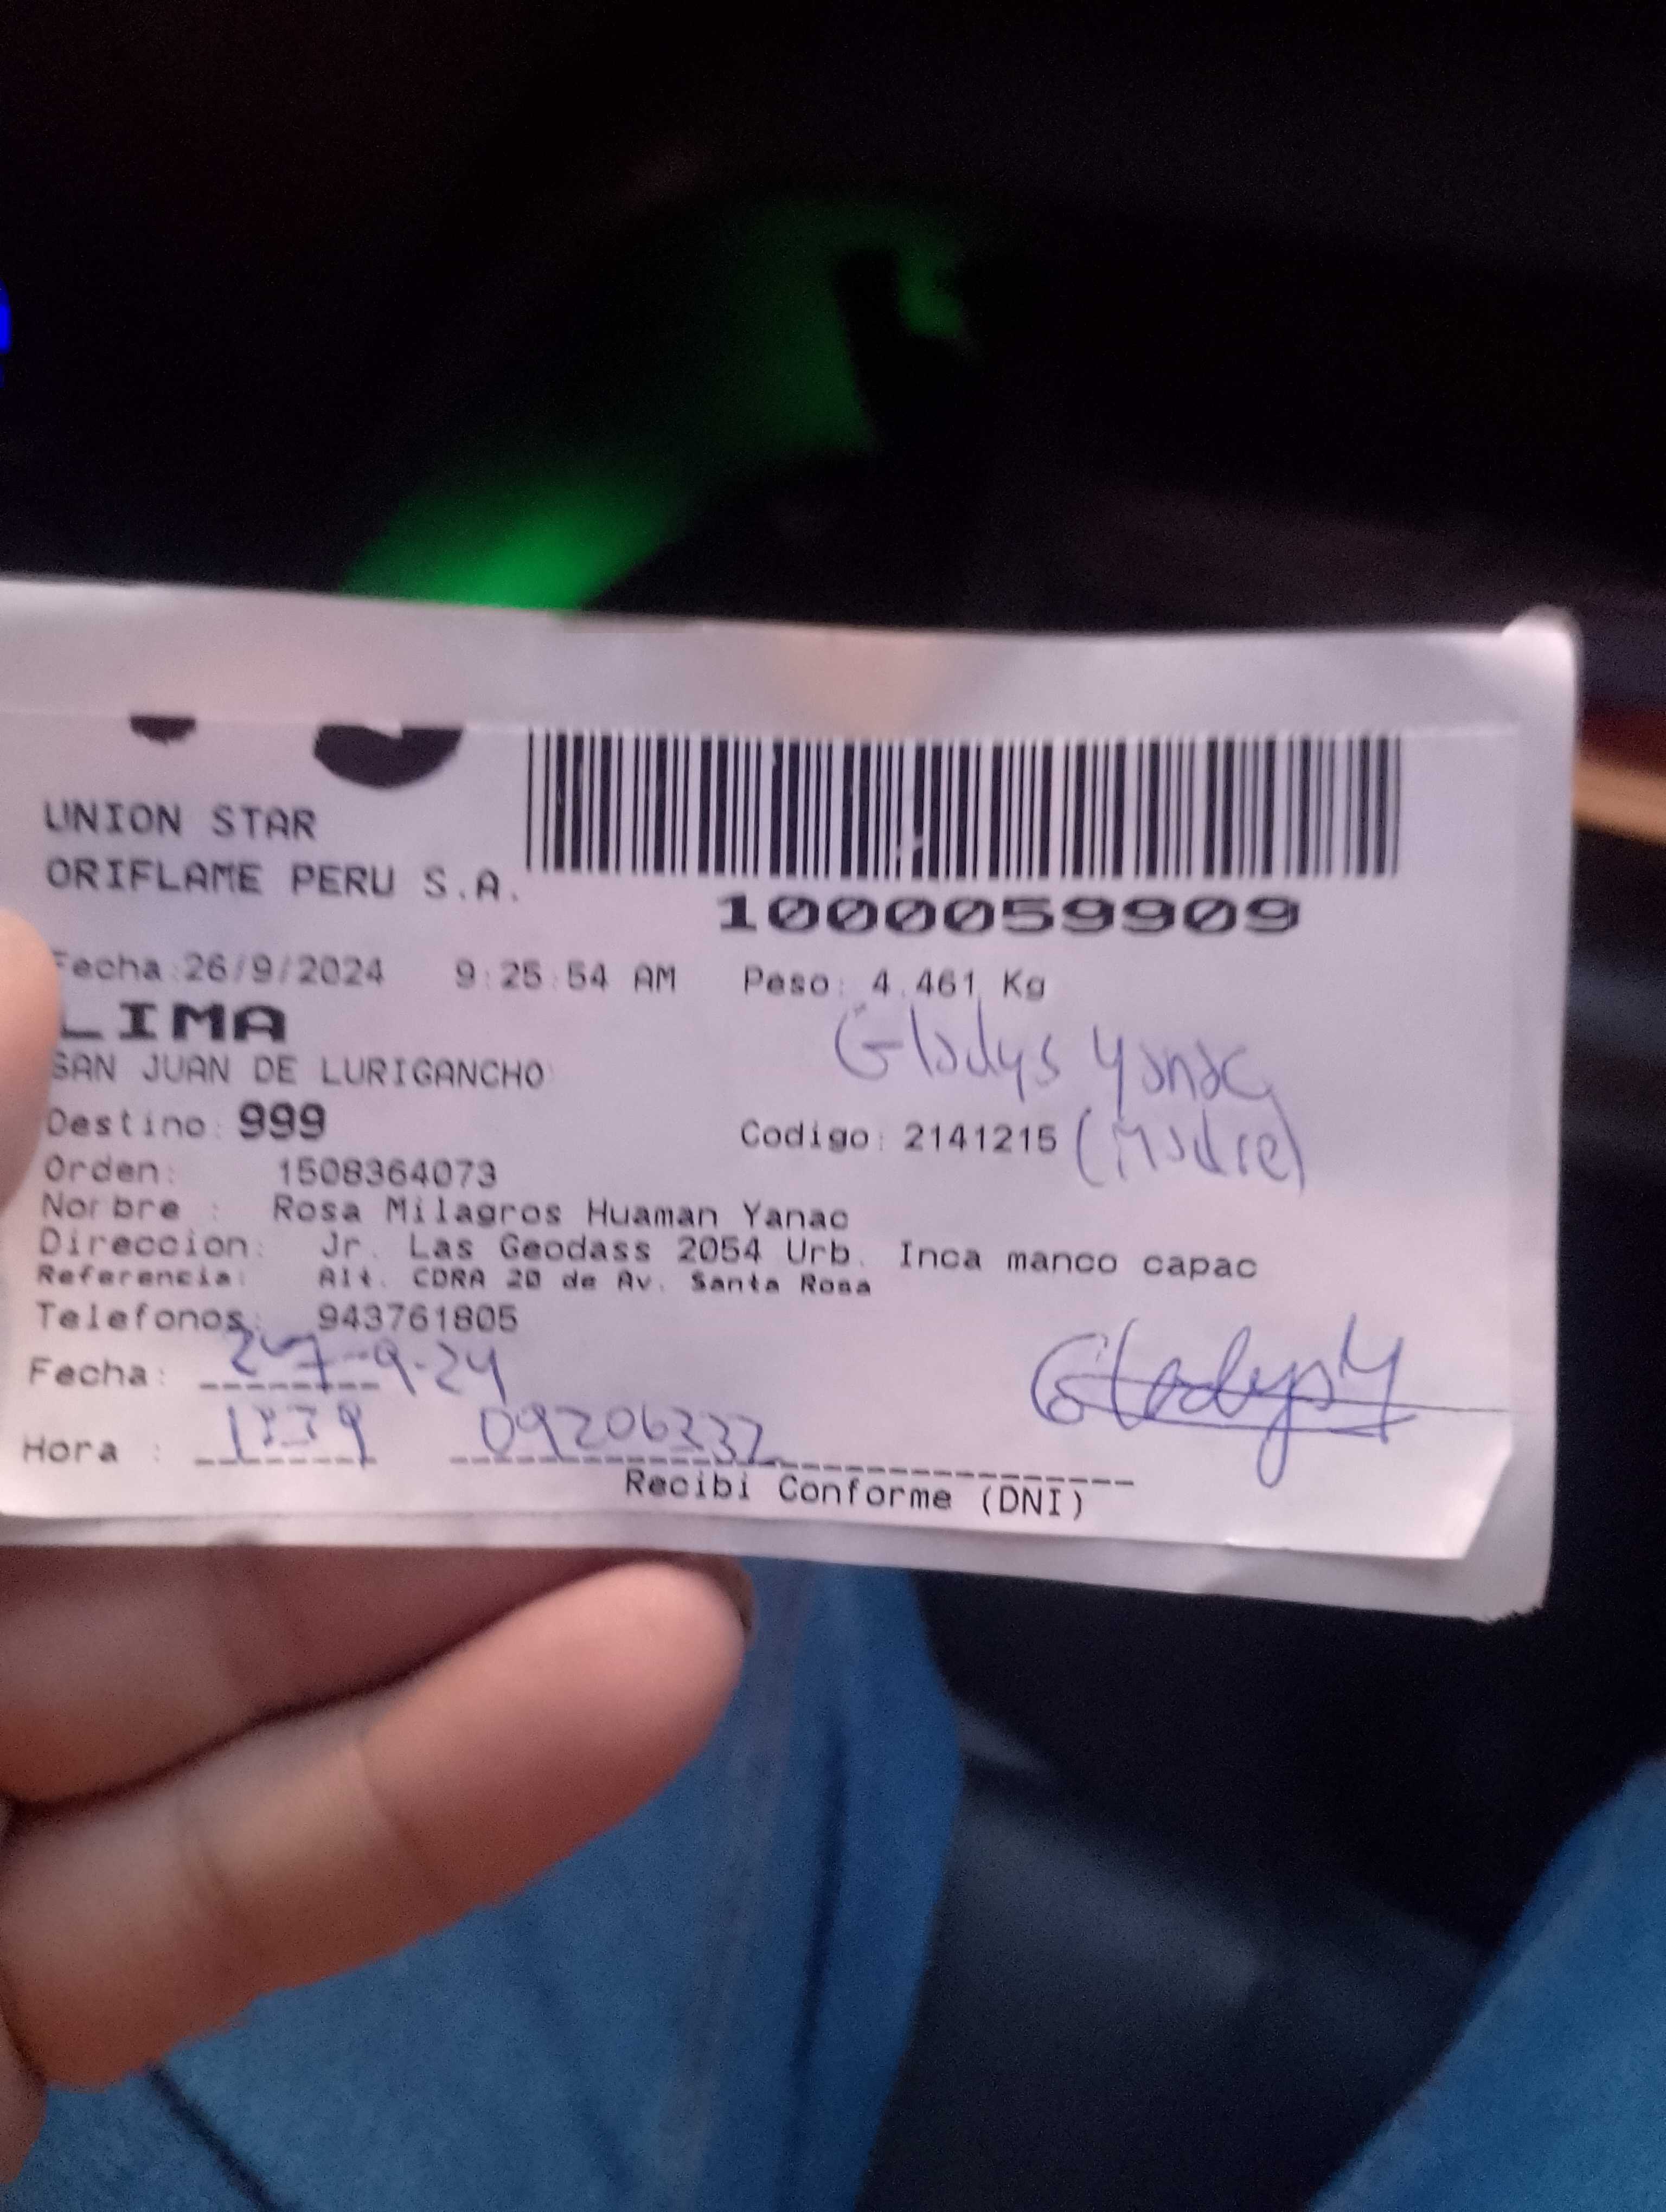 UNION STAR
ORIFLAME PERU S.A.
1000059909
Fecha:26/9/2024 9:25:54 AM Peso: 4.461 Kg
LIMA
Gladys Yanac
SAN JUAN DE LURIGANCHO
Destino: 999 Codigo: 2141215 (Madre)
Orden: 1508364073
Nombre : Rosa Milagros Huaman Yanac
Direccion: Jr. Las Geodass 2054 Urb. Inca manco capac
Referencia: Alt. CDRA 20 de Av. Santa Rosa
Telefonos: 943761805
Fecha: 27-9-24 GladysY
Hora : 09206332
Recibi Conforme (DNI)